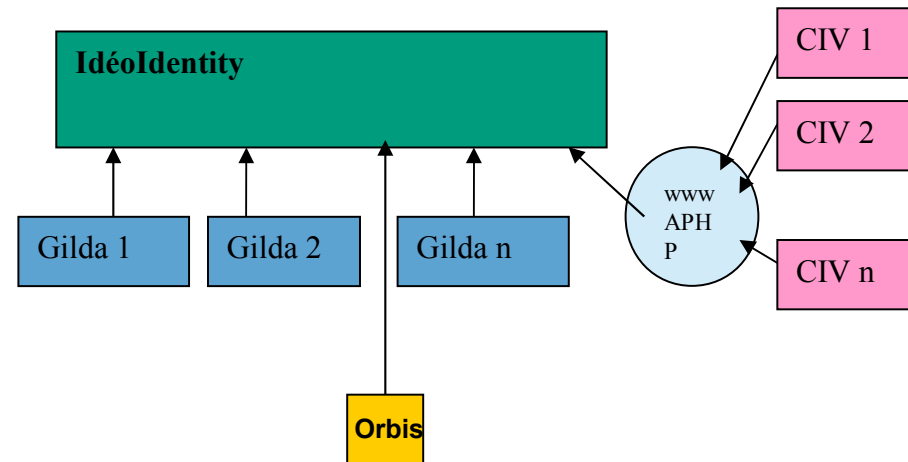 IdéoIdentity
CIV 1
CIV 2
www
APH
P
Gilda 1
Gilda 2
Gilda n
CIV n
Orbis